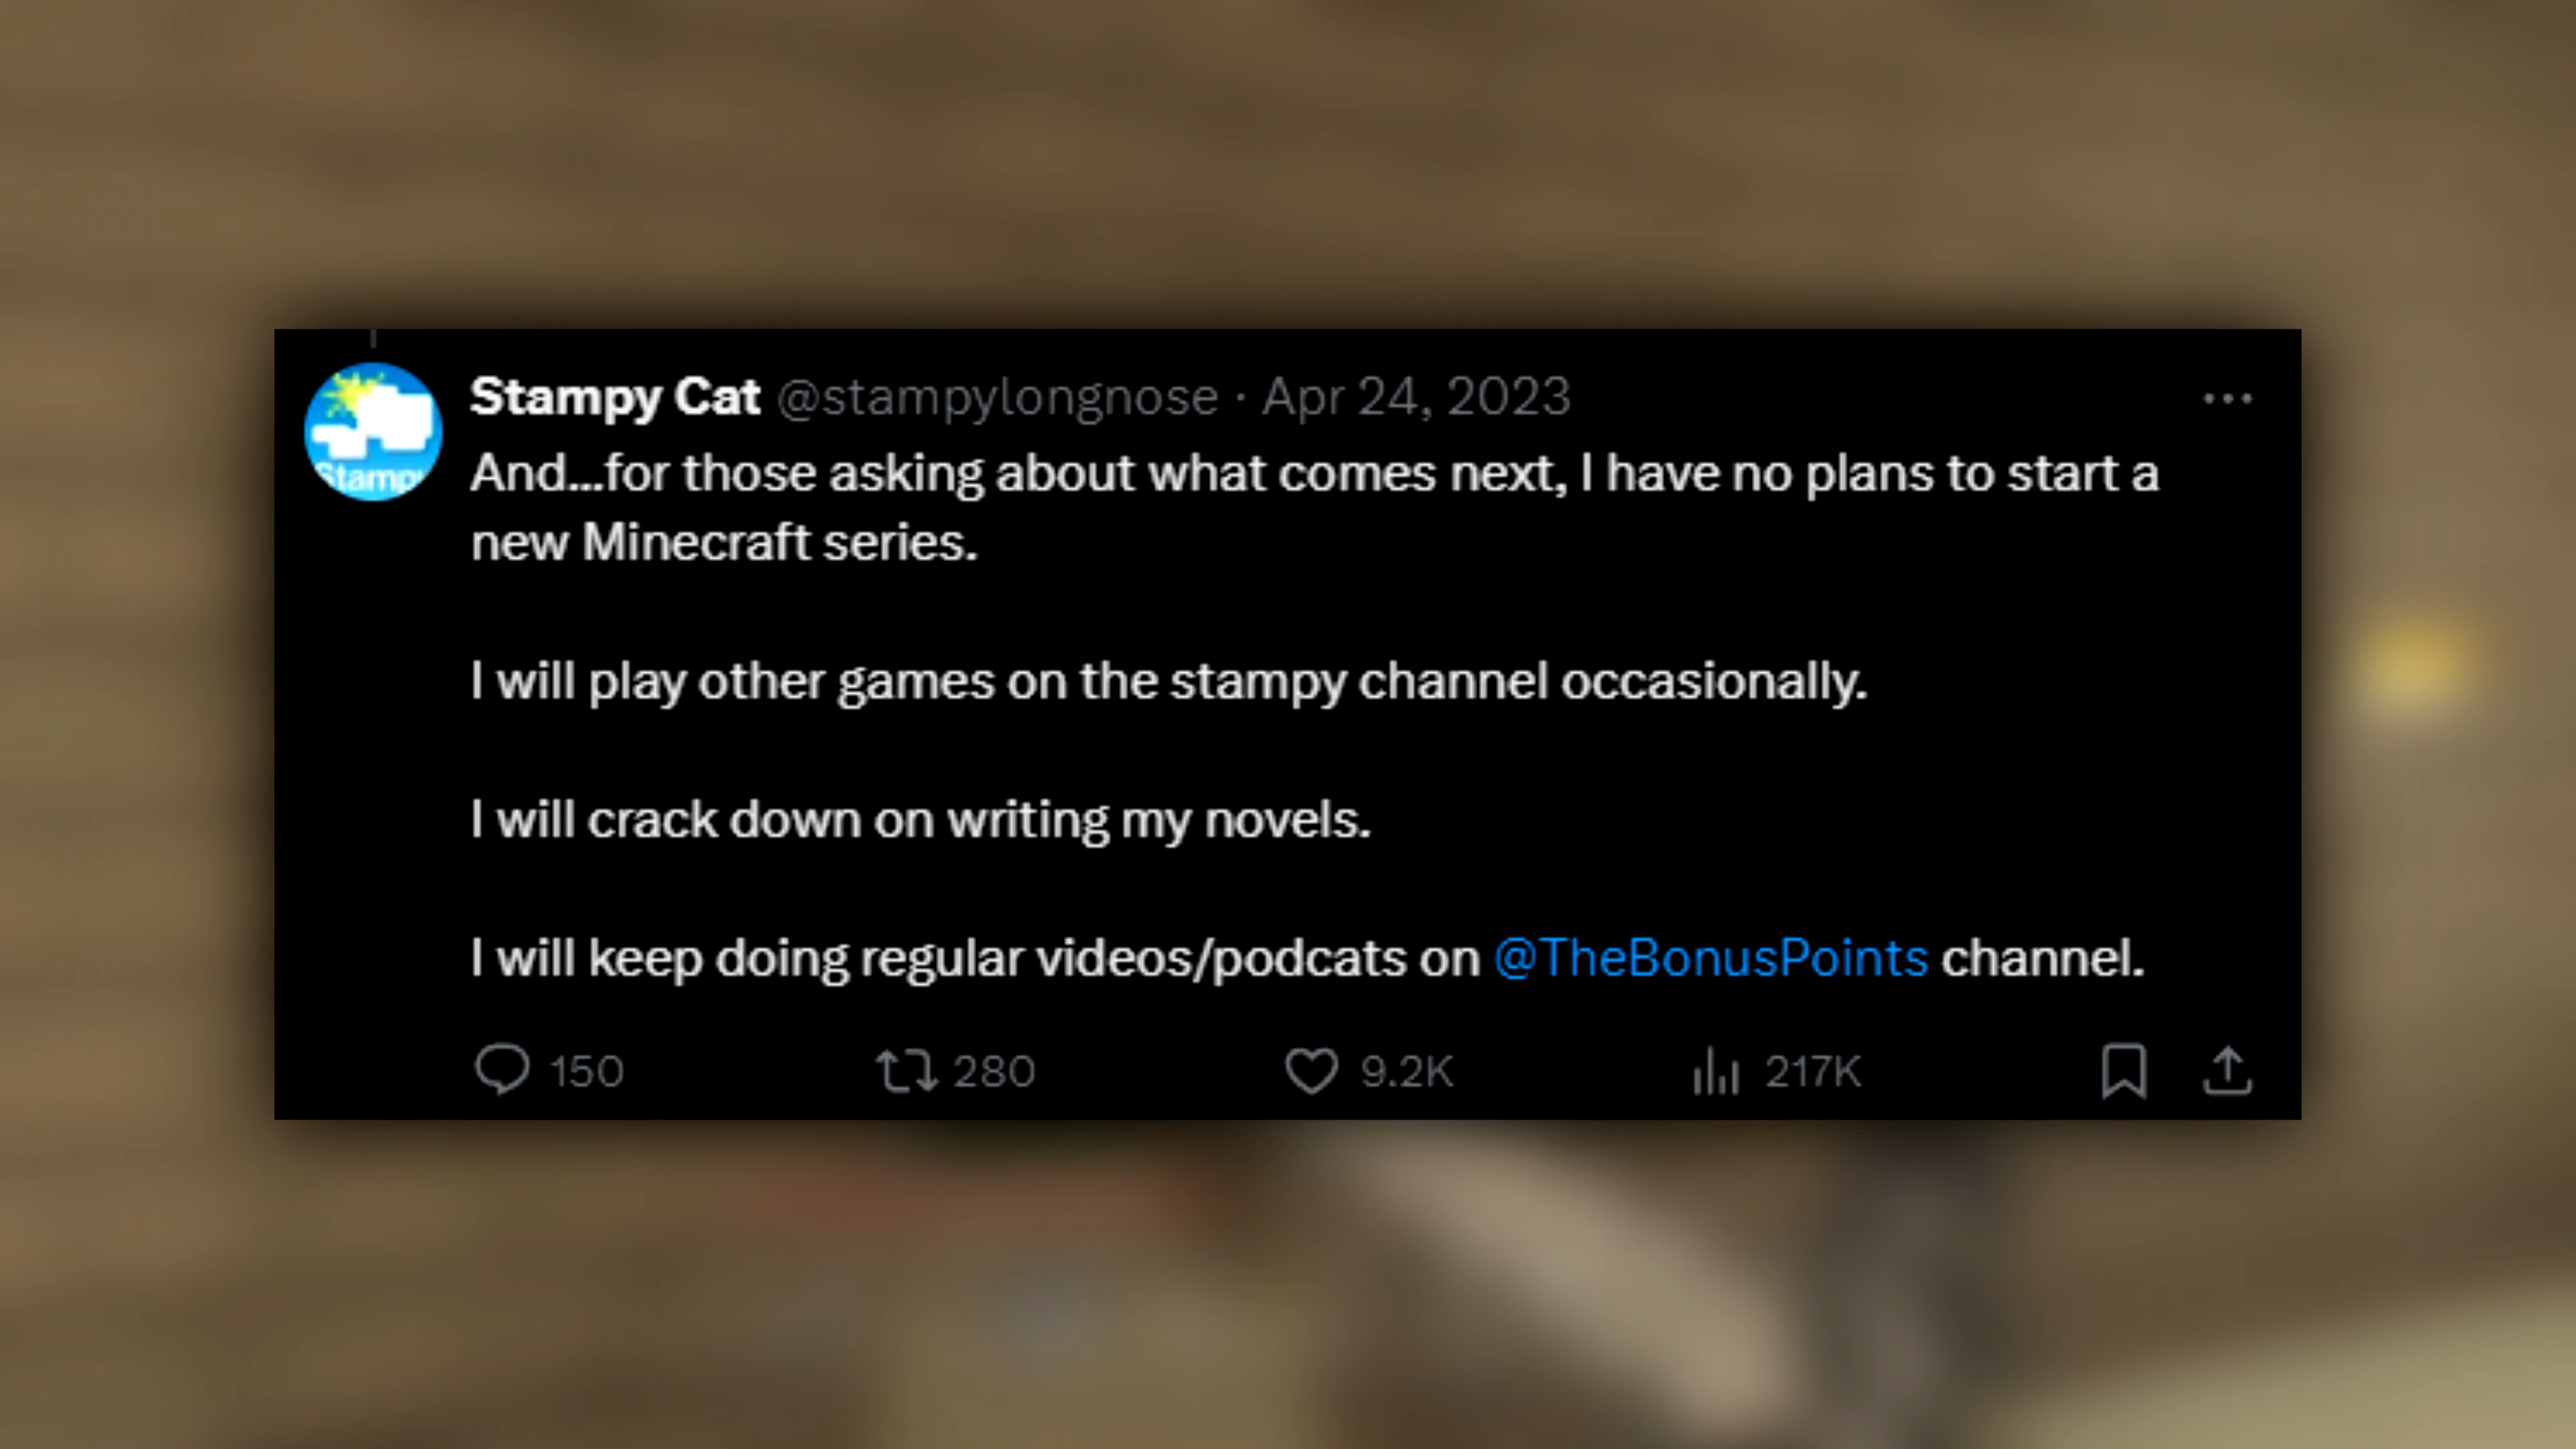 Stampy Cat @stampylongnose · Apr 24, 2023
And...for those asking about what comes next, I have no plans to start a
new Minecraft series.
I will play other games on the stampy channel occasionally.
I will crack down on writing my novels.
I will keep doing regular videos/podcats on @TheBonusPoints channel.
150 280 9.2K 217K
Stampy